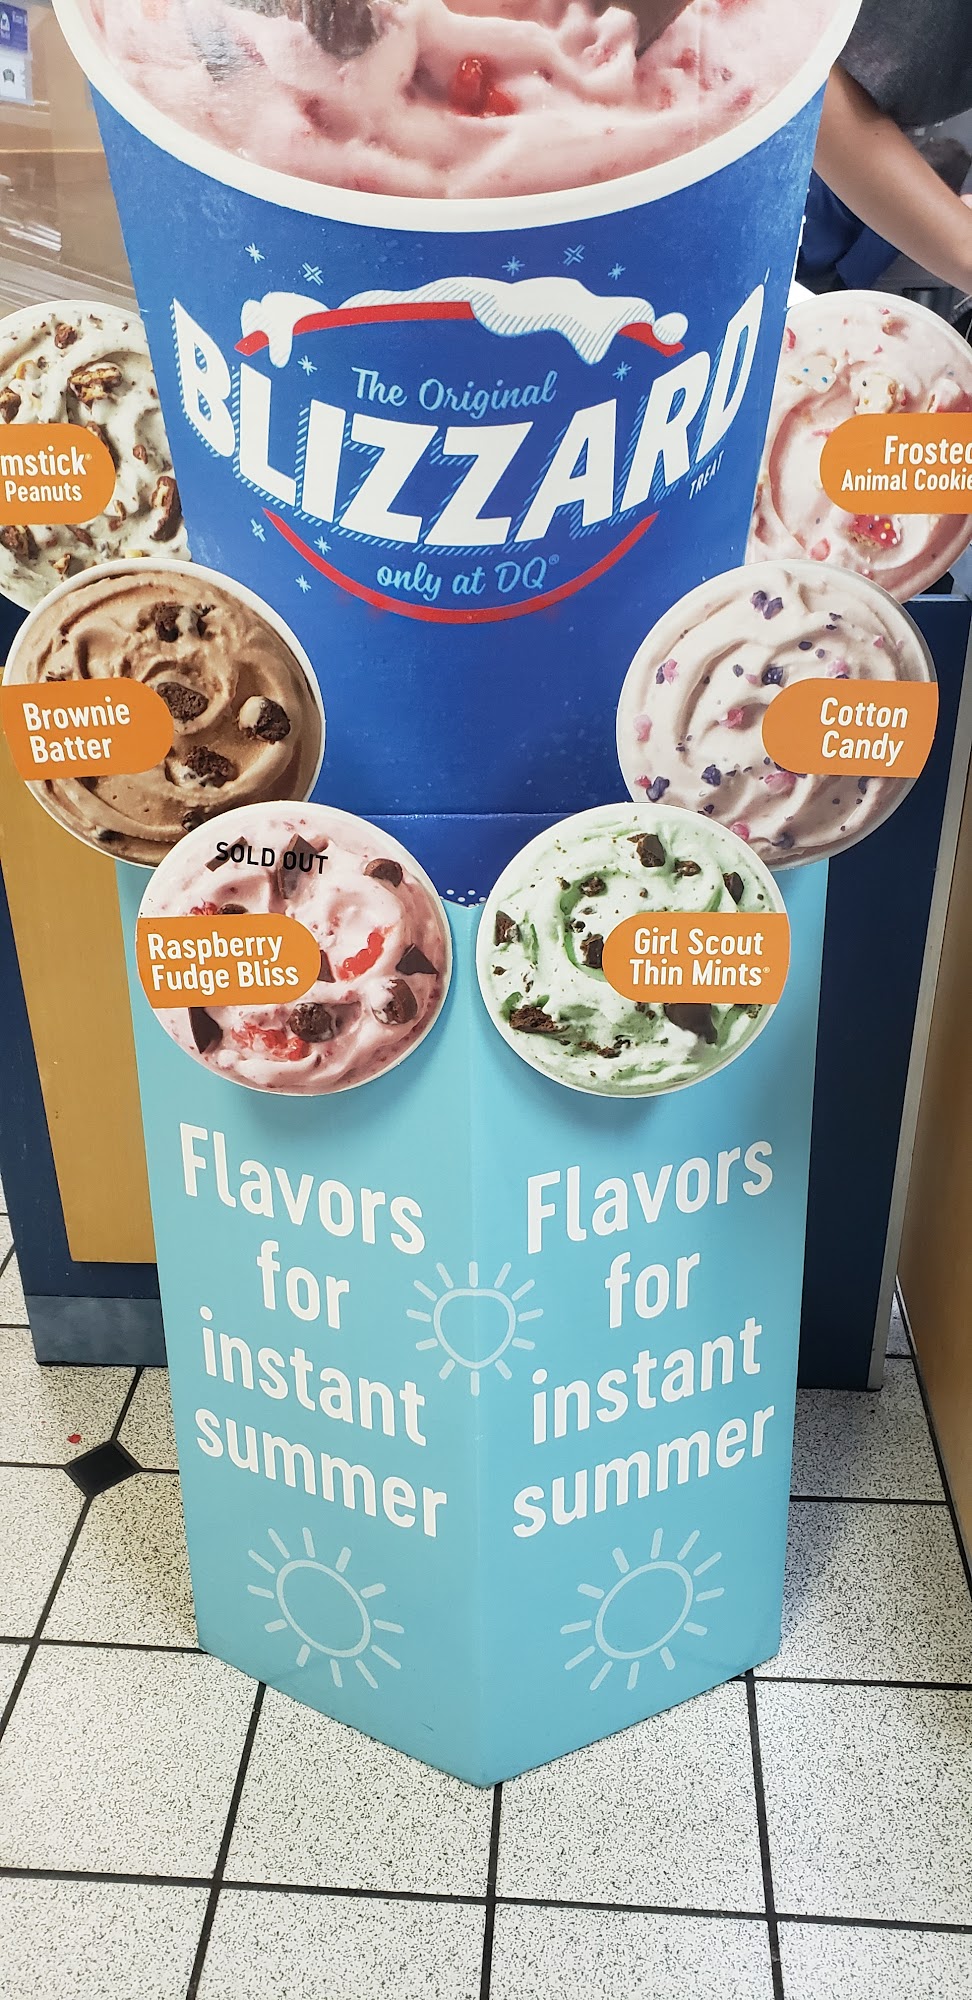 The Original
BLIZZARD
TREAT
only at DQ®
mstick®
Peanuts
Frosted
Animal Cookie
Brownie
Batter
Cotton
Candy
SOLD OUT
Raspberry
Fudge Bliss
Girl Scout
Thin Mints®
Flavors
for
instant
summer
Flavors
for
instant
summer